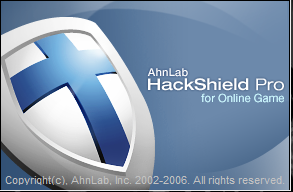 AhnLab
HackShield Pro
for Online Game
Copyright(c), AhnLab, Inc. 2002-2006. All rights reserved.